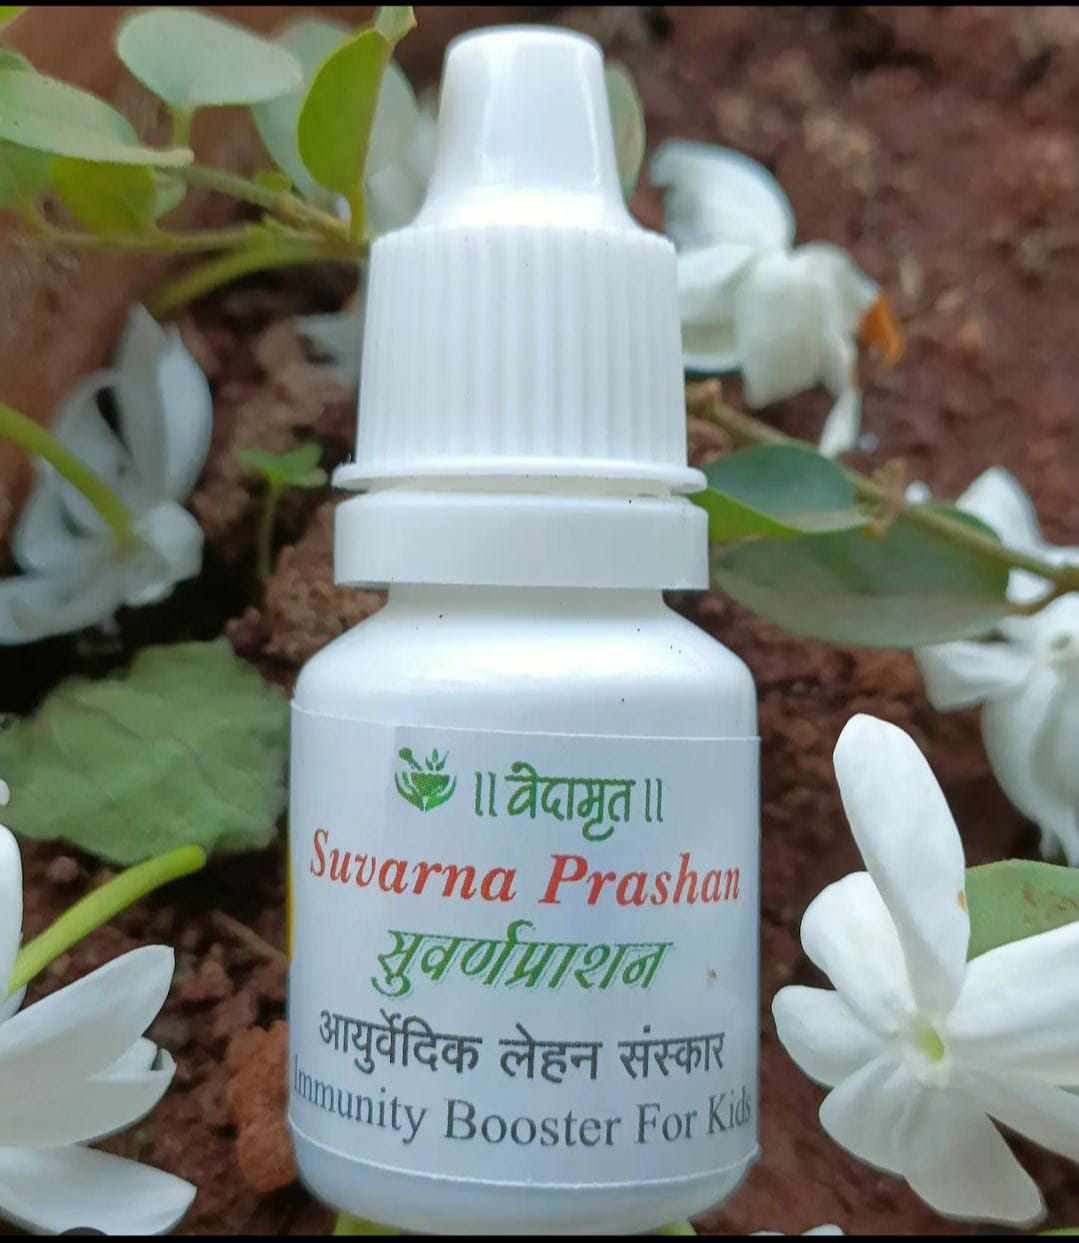 ॥ वेदामृत ॥
Suvarna Prashan
सुवर्णप्राशन
आयुर्वेदिक लेहन संस्कार
Immunity Booster For Kids